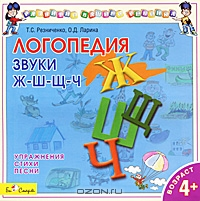 Т.С. Резниченко, О.Д. Ларина
ЛОГОПЕДИЯ
ЗВУКИ
Ж-Ш-Щ-Ч
Ж
Ш
Щ
Ч
УПРАЖНЕНИЯ
СТИХИ
ПЕСНИ
ВОЗРАСТ 4+
OZON.ru